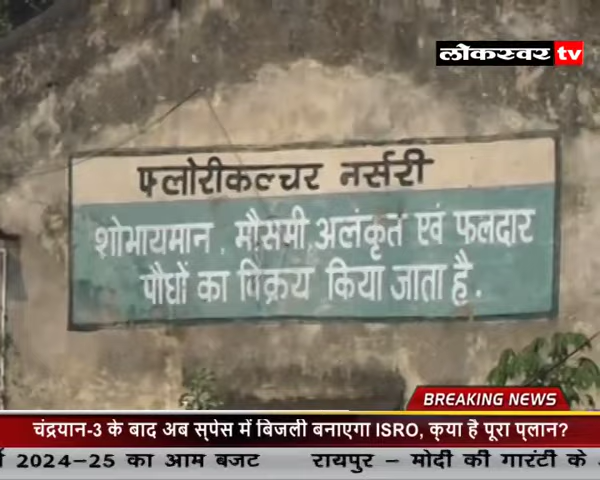 लोकस्वर tv
फ्लोरीकल्चर नर्सरी
शोभायमान , मौसमी, अलंकृत एवं फलदार
पौधों का विक्रय किया जाता है.
BREAKING NEWS
चंद्रयान-3 के बाद अब स्पेस में बिजली बनाएगा ISRO, क्या है पूरा प्लान?
2024-25 का आम बजट रायपुर - मोदी की गारंटी के